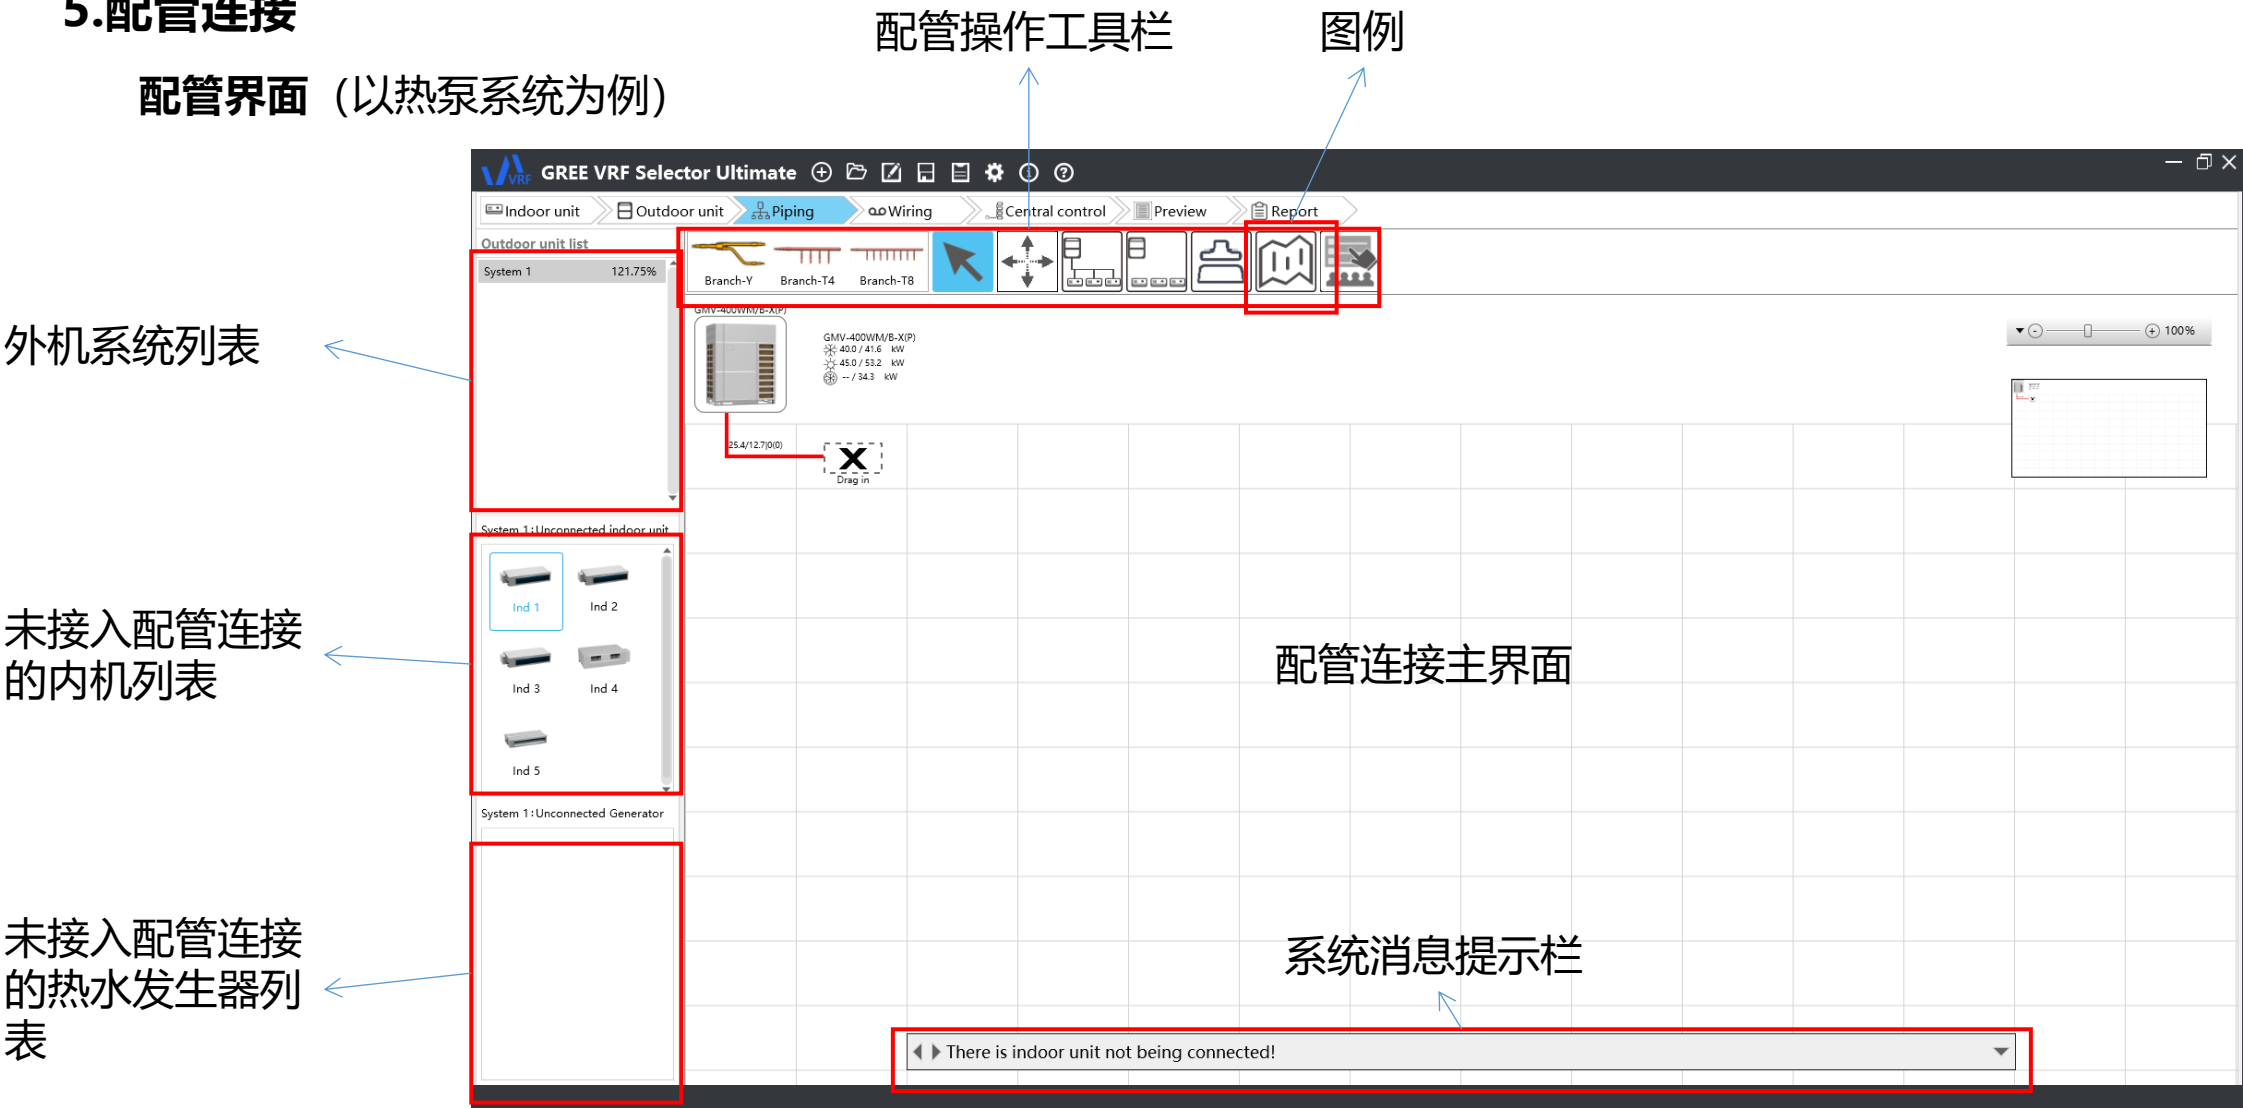 5.配管连接
配管操作工具栏
图例
配管界面 (以热泵系统为例)
VRF
GREE VRF Selector Ultimate
Indoor unit
Outdoor unit
Piping
Wiring
Central control
Preview
Report
Outdoor unit list
System 1 121.75%
Branch-Y
Branch-T4
Branch-T8
GMV-400WM/B-X(P)
GMV-400WM/B-X(P)
40.0 / 41.6 kW
45.0 / 53.2 kW
-- / 34.3 kW
100%
25.4/12.7|0(0)
X
Drag in
外机系统列表
System 1:Unconnected indoor unit
Ind 1
Ind 2
Ind 3
Ind 4
Ind 5
未接入配管连接
的内机列表
配管连接主界面
System 1:Unconnected Generator
未接入配管连接
的热水发生器列
表
系统消息提示栏
There is indoor unit not being connected!